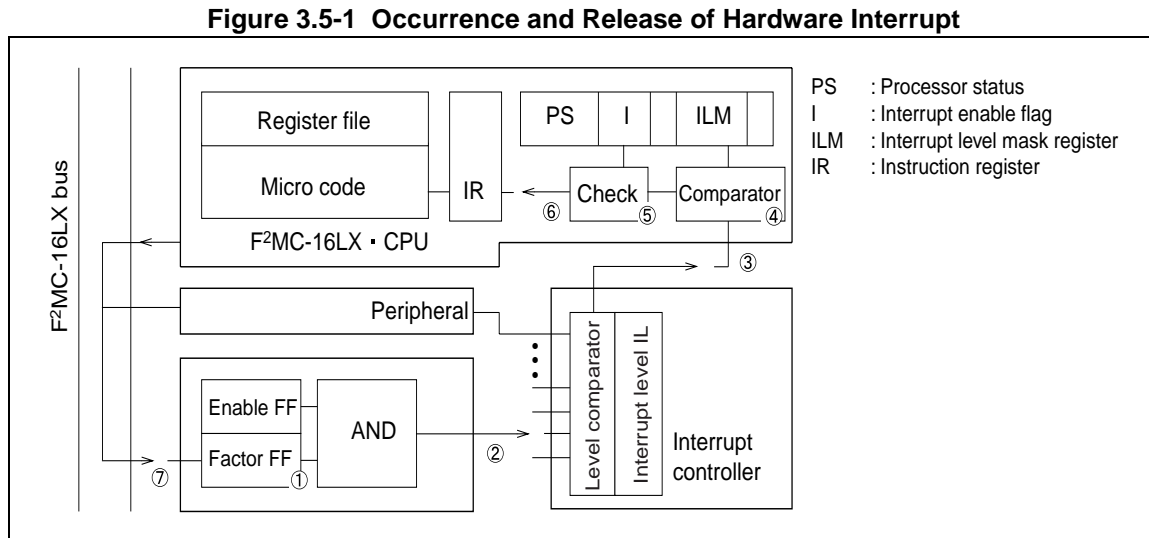 Figure 3.5-1  Occurrence and Release of Hardware Interrupt
F²MC-16LX bus
Register file
Micro code
IR
PS
I
ILM
Check
Comparator
⑥
⑤
④
F²MC-16LX・CPU
③
PS : Processor status
I : Interrupt enable flag
ILM : Interrupt level mask register
IR : Instruction register
Peripheral
Enable FF
Factor FF
①
AND
②
⑦
Level comparator
Interrupt level IL
Interrupt
controller